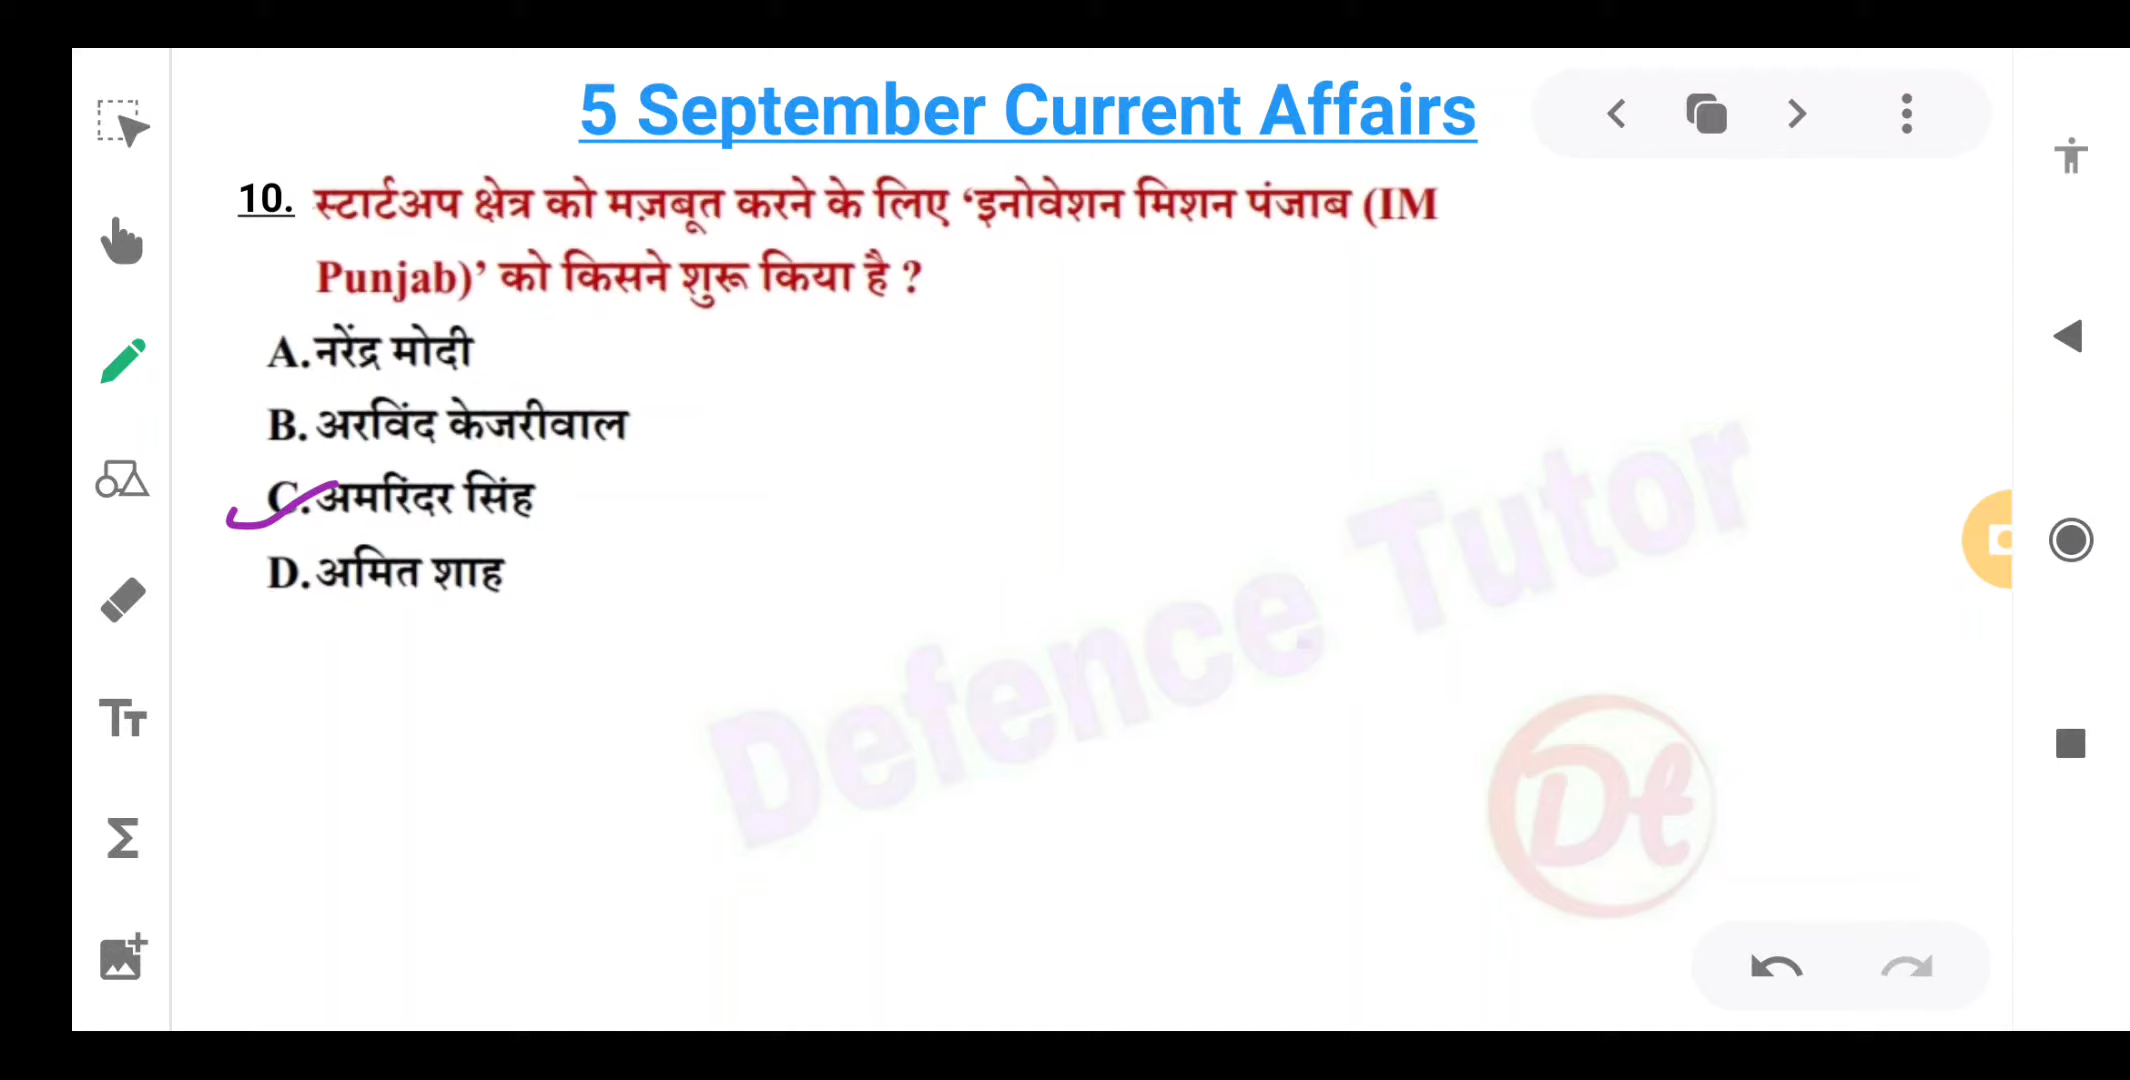 5 September Current Affairs
10. स्टार्टअप क्षेत्र को मज़बूत करने के लिए ‘इनोवेशन मिशन पंजाब (IM
Punjab)’ को किसने शुरू किया है ?
A. नरेंद्र मोदी
B. अरविंद केजरीवाल
C. अमरिंदर सिंह
D. अमित शाह
Defence Tutor
Dt